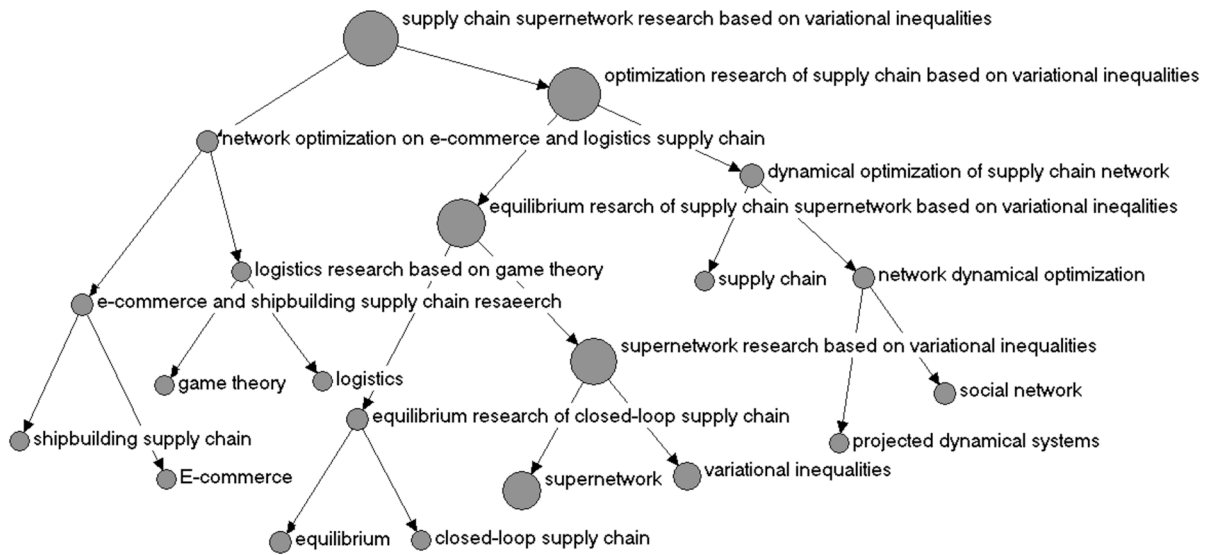 supply chain supernetwork research based on variational inequalities
optimization research of supply chain based on variational inequalities
network optimization on e-commerce and logistics supply chain
dynamical optimization of supply chain network
equilibrium resarch of supply chain supernetwork based on variational ineqalities
logistics research based on game theory
supply chain
network dynamical optimization
e-commerce and shipbuilding supply chain resaeerch
supernetwork research based on variational inequalities
game theory
logistics
social network
equilibrium research of closed-loop supply chain
shipbuilding supply chain
projected dynamical systems
E-commerce
supernetwork
variational inequalities
equilibrium
closed-loop supply chain